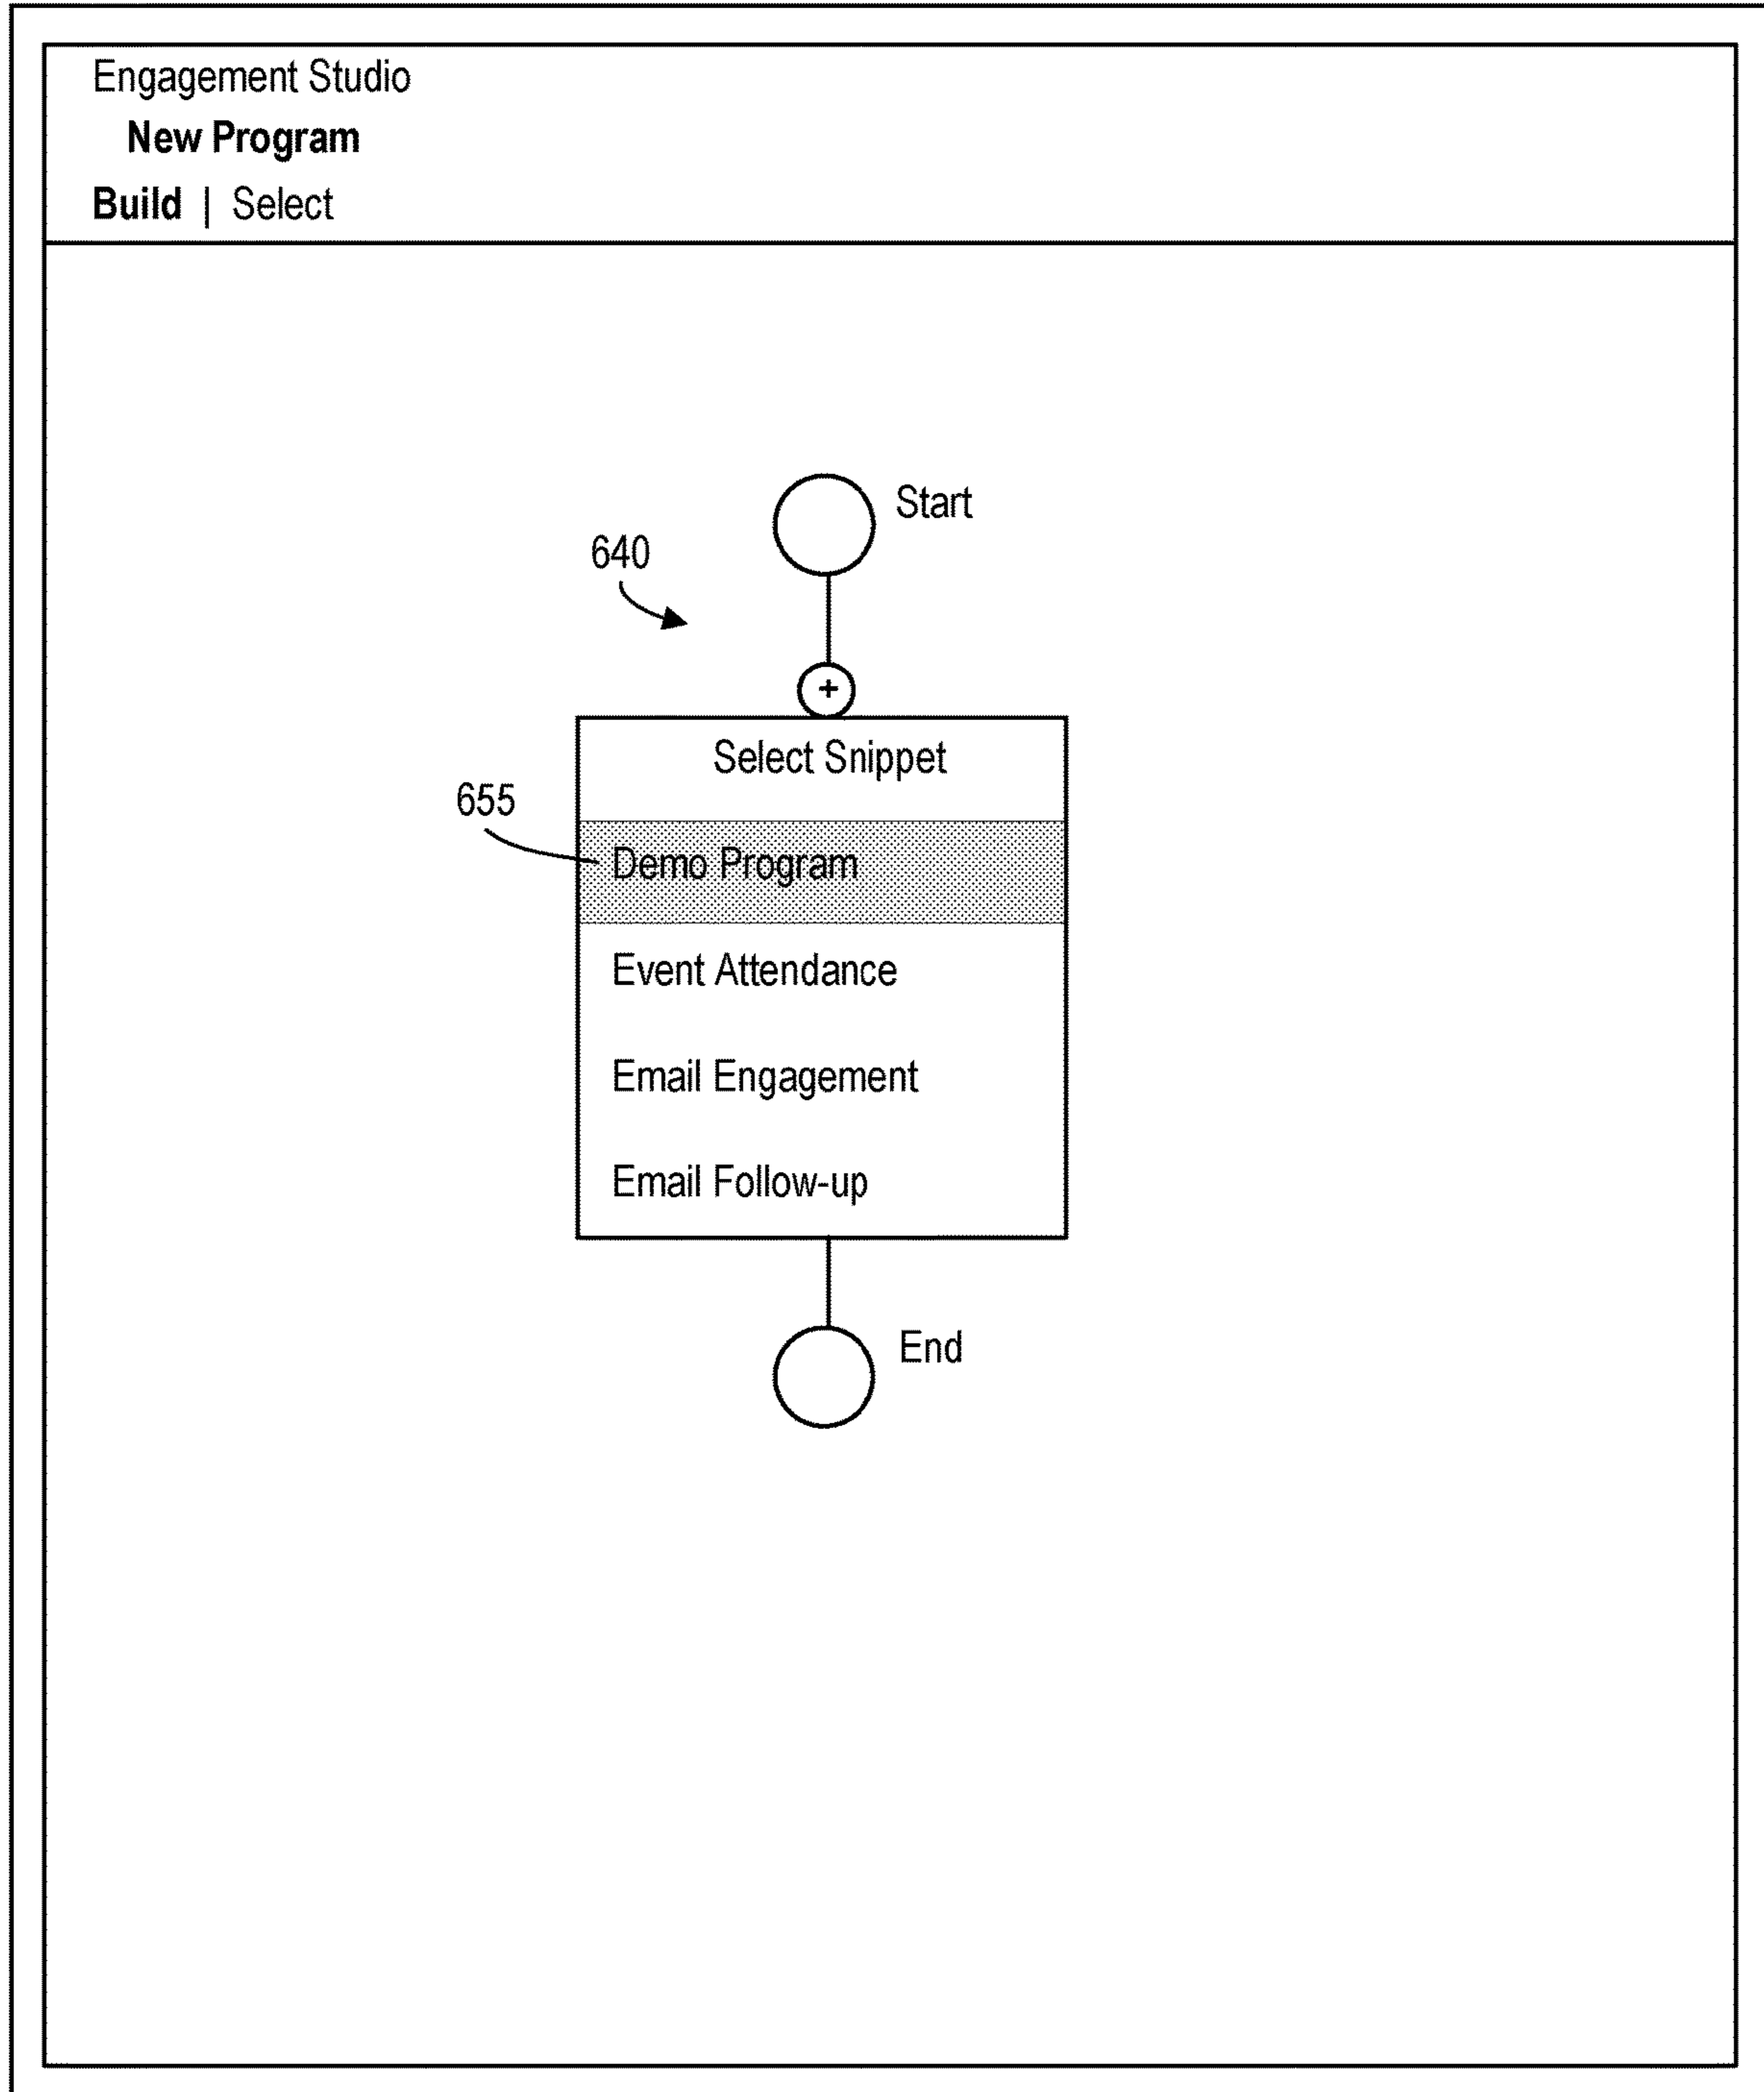 Engagement Studio
New Program
Build | Select
Start
640
+
Select Snippet
655
Demo Program
Event Attendance
Email Engagement
Email Follow-up
End